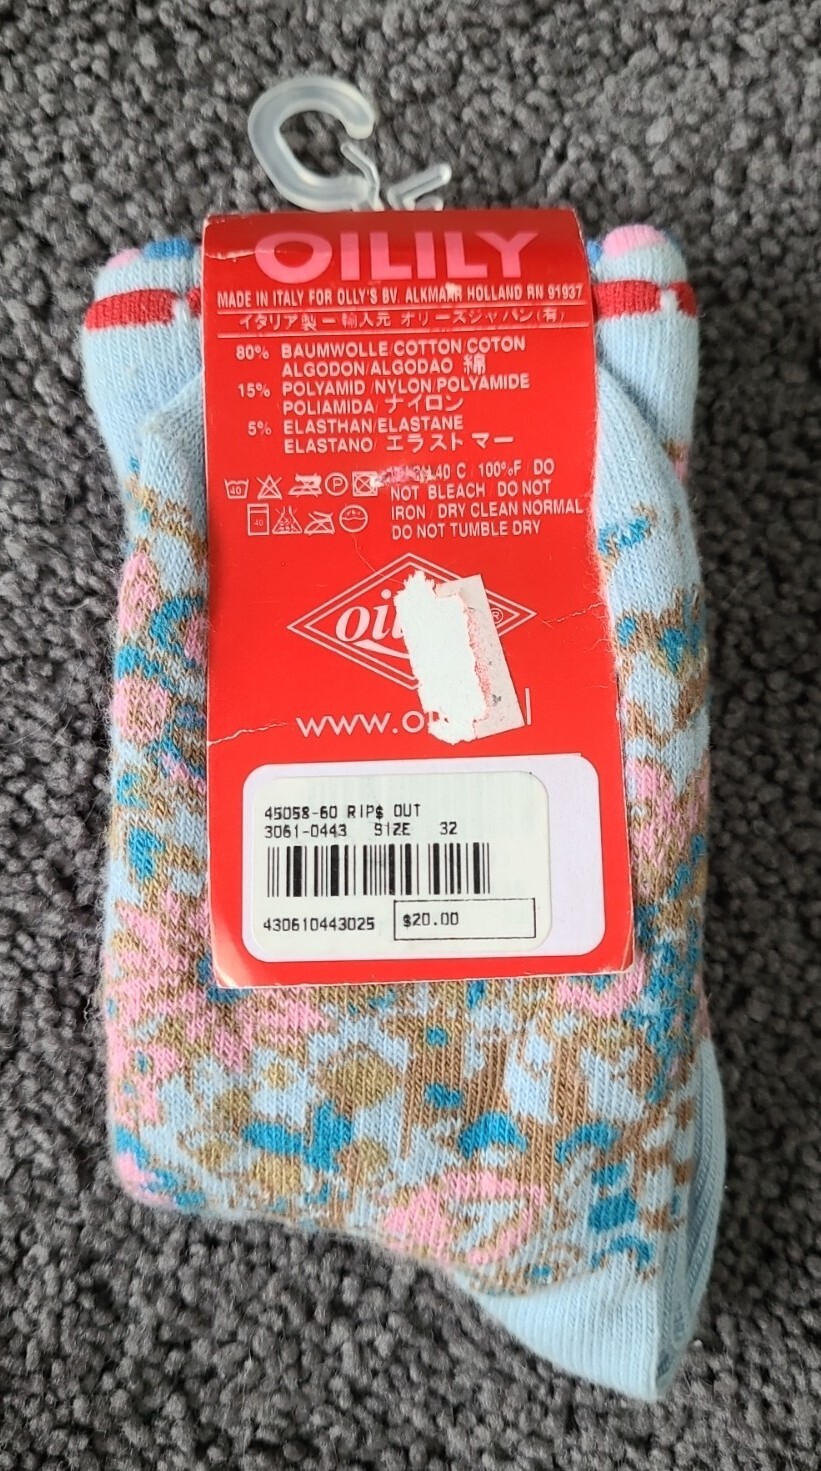 OILILY
MADE IN ITALY FOR OLLY'S BV. ALKMAAR HOLLAND RN 91937
イタリア製ー輸入元 オリーズジャパン(有)
80% BAUMWOLLE/COTTON/COTON
ALGODON/ALGODAO 綿
15% POLYAMID/NYLON/POLYAMIDE
POLIAMIDA/ナイロン
5% ELASTHAN/ELASTANE
ELASTANO/エラストマー
40 C/100°F/DO
NOT BLEACH DO NOT
IRON DRY CLEAN NORMAL
DO NOT TUMBLE DRY
40
P
40
®
www.
45058-60 RIP$ OUT
3061-0443 SIZE 32
430610443025 $20.00